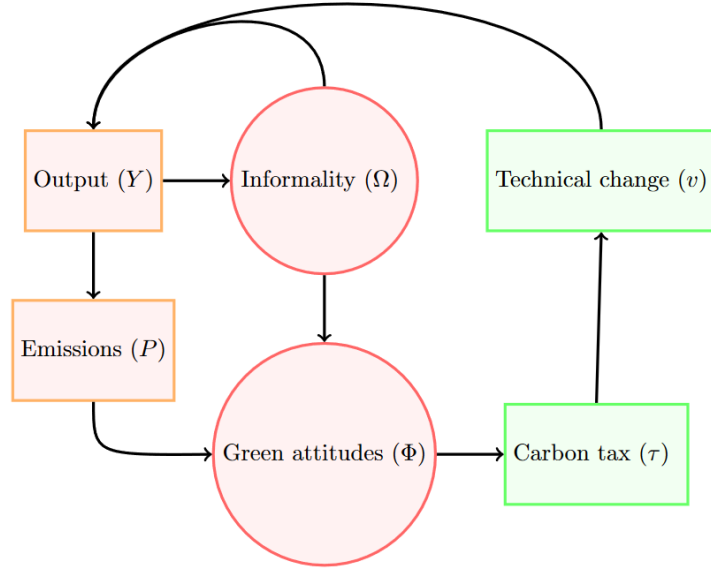 Output (Y)
Informality (Ω)
Technical change (v)
Emissions (P)
Green attitudes (Φ)
Carbon tax (τ)